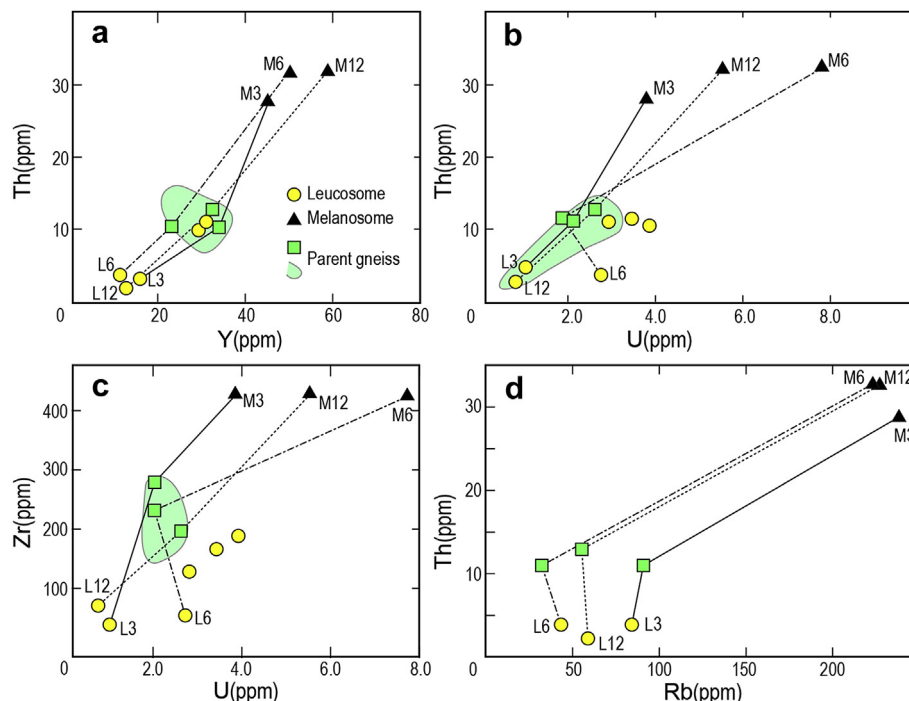 a
Th(ppm)
30
20
10
0
20
40
60
80
Y(ppm)
M6
M12
M3
L6
L12
L3
Leucosome
Melanosome
Parent gneiss
b
Th(ppm)
30
20
10
0
2.0
4.0
6.0
8.0
U(ppm)
M3
M12
M6
L3
L12
L6
c
Zr(ppm)
400
300
200
100
0
2.0
4.0
6.0
8.0
U(ppm)
M3
M12
M6
L12
L3
L6
d
Th(ppm)
30
20
10
0
50
100
150
200
Rb(ppm)
M6
M12
M3
L6
L12
L3